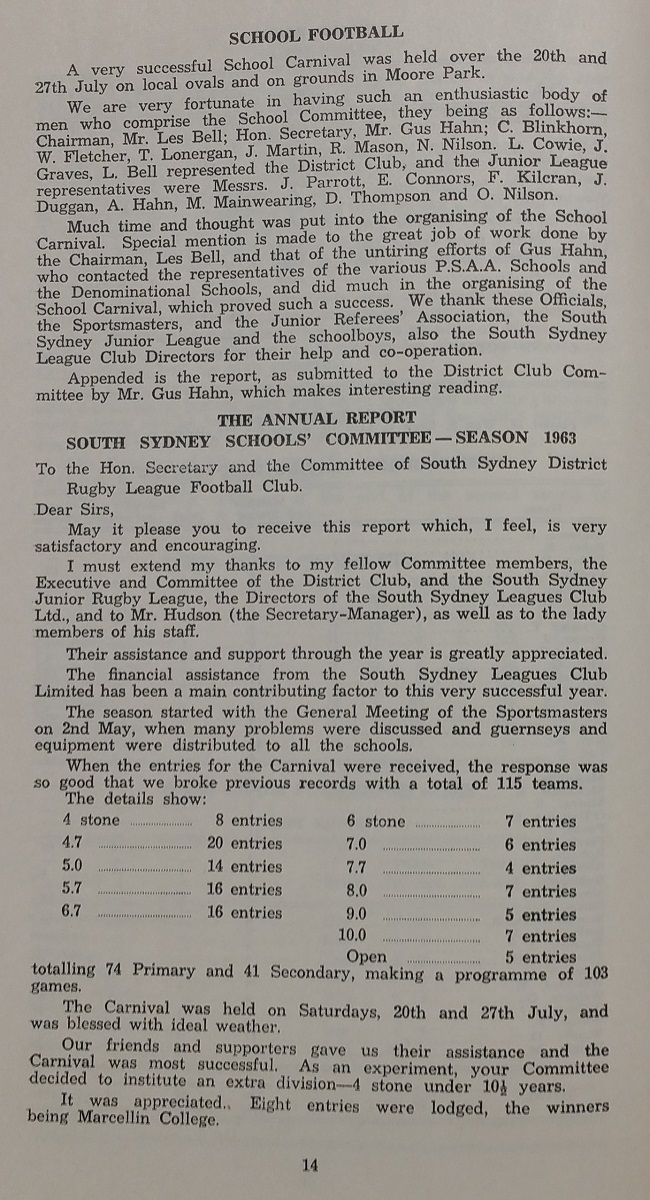 SCHOOL FOOTBALL
A very successful School Carnival was held over the 20th and
27th July on local ovals and on grounds in Moore Park.
We are very fortunate in having such an enthusiastic body of
men who comprise the School Committee, they being as follows:—
Chairman, Mr. Les Bell; Hon. Secretary, Mr. Gus Hahn; C. Blinkhorn,
W. Fletcher, T. Lonergan, J. Martin, R. Mason, N. Nilson. L. Cowie, J.
Graves, L. Bell represented the District Club, and the Junior League
representatives were Messrs. J. Parrott, E. Connors, F. Kilcran, J.
Duggan, A. Hahn, M. Mainwearing, D. Thompson and O. Nilson.
Much time and thought was put into the organising of the School
Carnival. Special mention is made to the great job of work done by
the Chairman, Les Bell, and that of the untiring efforts of Gus Hahn,
who contacted the representatives of the various P.S.A.A. Schools and
the Denominational Schools, and did much in the organising of the
School Carnival, which proved such a success. We thank these Officials,
the Sportsmasters, and the Junior Referees' Association, the South
Sydney Junior League and the schoolboys, also the South Sydney
League Club Directors for their help and co-operation.
Appended is the report, as submitted to the District Club Com-
mittee by Mr. Gus Hahn, which makes interesting reading.
THE ANNUAL REPORT
SOUTH SYDNEY SCHOOLS' COMMITTEE — SEASON 1963
To the Hon. Secretary and the Committee of South Sydney District
Rugby League Football Club.
Dear Sirs,
May it please you to receive this report which, I feel, is very
satisfactory and encouraging.
I must extend my thanks to my fellow Committee members, the
Executive and Committee of the District Club, and the South Sydney
Junior Rugby League, the Directors of the South Sydney Leagues Club
Ltd., and to Mr. Hudson (the Secretary-Manager), as well as to the lady
members of his staff.
Their assistance and support through the year is greatly appreciated.
The financial assistance from the South Sydney Leagues Club
Limited has been a main contributing factor to this very successful year.
The season started with the General Meeting of the Sportsmasters
on 2nd May, when many problems were discussed and guernseys and
equipment were distributed to all the schools.
When the entries for the Carnival were received, the response was
so good that we broke previous records with a total of 115 teams.
The details show:
4 stone .................... 8 entries 6 stone .................... 7 entries
4.7 .................... 20 entries 7.0 .................... 6 entries
5.0 .................... 14 entries 7.7 .................... 4 entries
5.7 .................... 16 entries 8.0 .................... 7 entries
6.7 .................... 16 entries 9.0 .................... 5 entries
10.0 .................... 7 entries
Open .................... 5 entries
totalling 74 Primary and 41 Secondary, making a programme of 103
games.
The Carnival was held on Saturdays, 20th and 27th July, and
was blessed with ideal weather.
Our friends and supporters gave us their assistance and the
Carnival was most successful. As an experiment, your Committee
decided to institute an extra division—4 stone under 10½ years.
It was appreciated.. Eight entries were lodged, the winners
being Marcellin College.
14